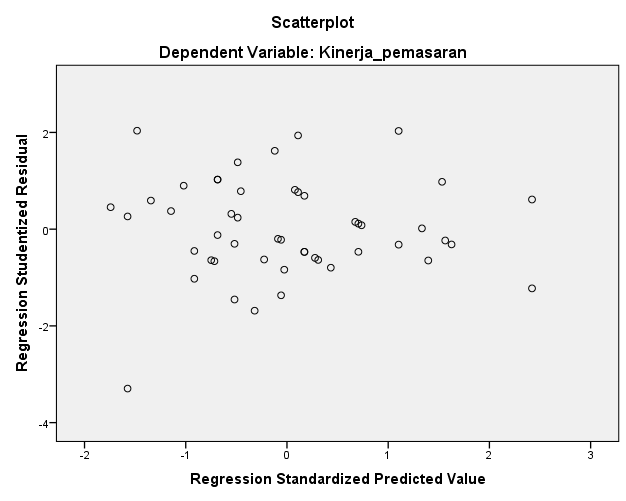 Scatterplot
Dependent Variable: Kinerja_pemasaran
Regression Studentized Residual
2
0
-2
-4
-2
-1
0
1
2
3
Regression Standardized Predicted Value